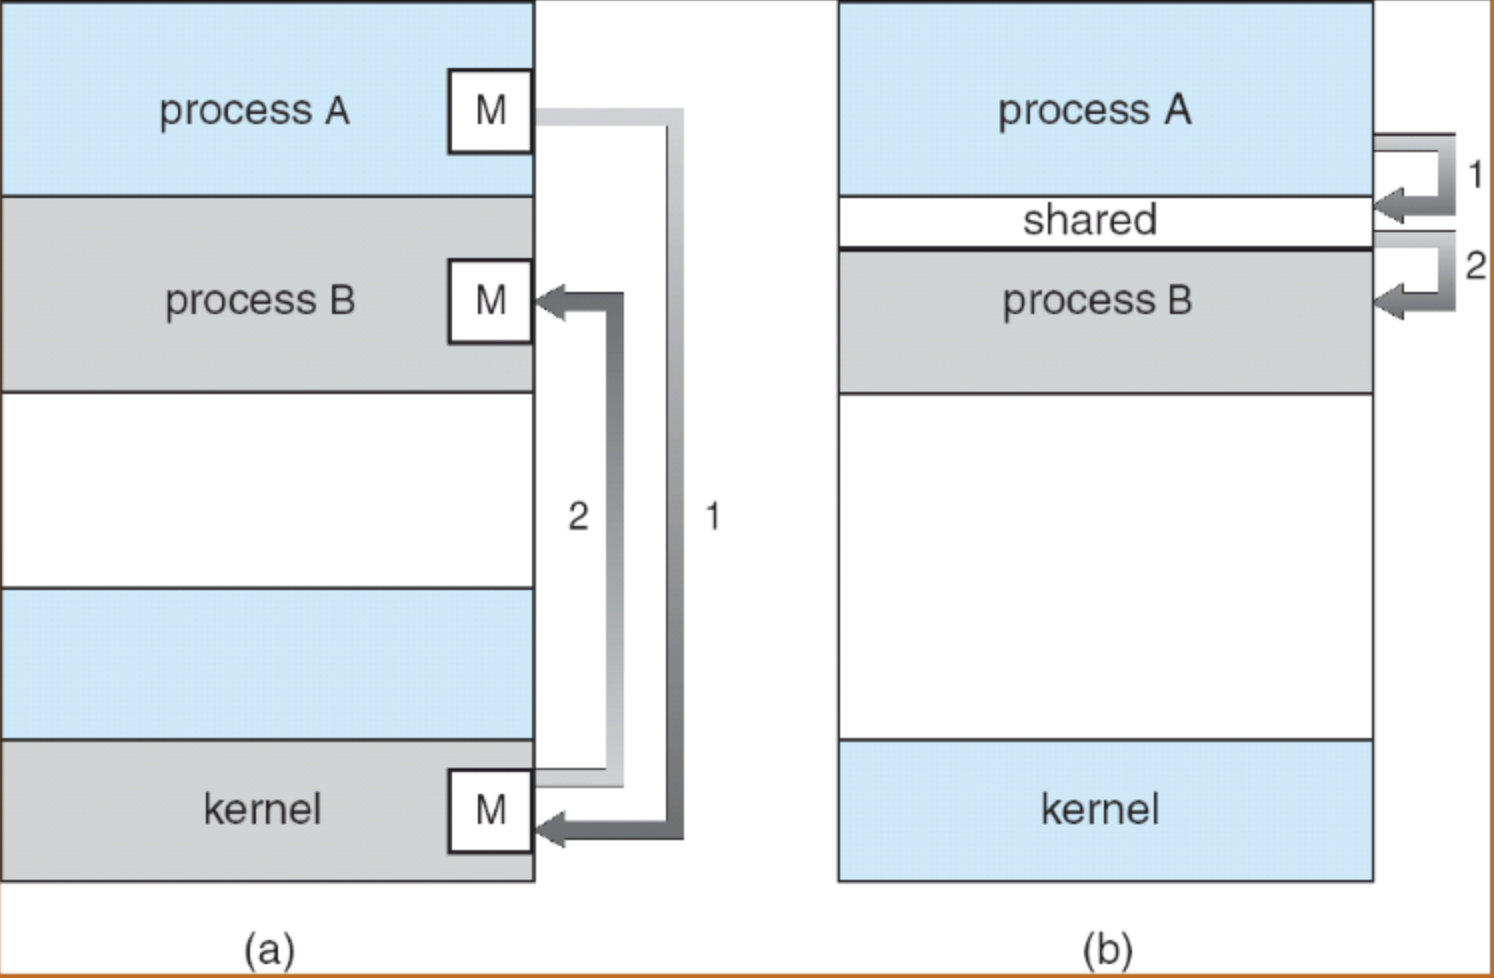 process A
M
process B
M
2
1
kernel
M
(a)
process A
1
shared
2
process B
kernel
(b)